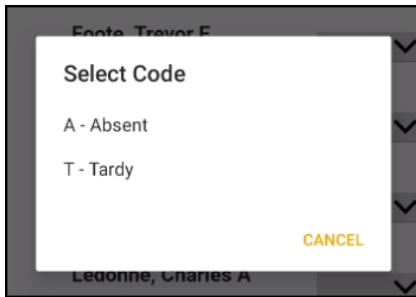 Foote, Trevor F
Select Code
A - Absent
T - Tardy
CANCEL
Ledonne, Charles A